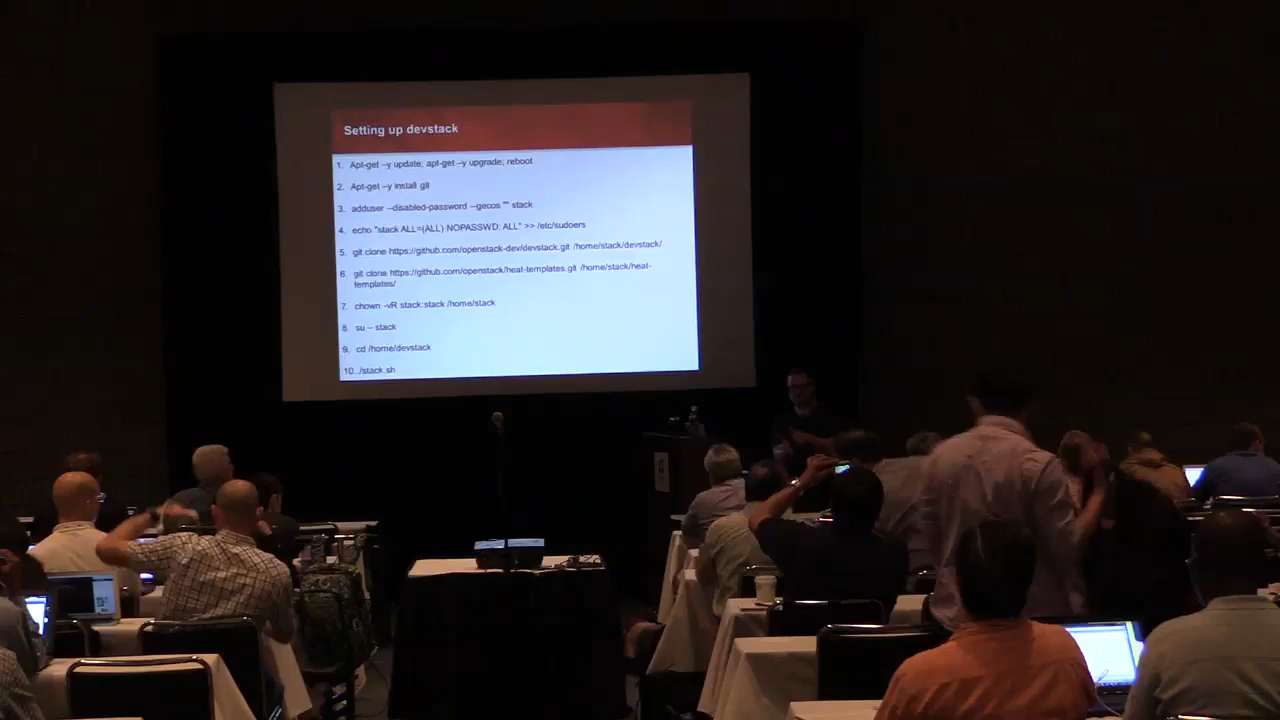 Setting up devstack
1. Apt-get –y update; apt-get –y upgrade; reboot
2. Apt-get –y install git
3. adduser --disabled-password --gecos "" stack
4. echo "stack ALL=(ALL) NOPASSWD: ALL" >> /etc/sudoers
5. git clone https://github.com/openstack-dev/devstack.git /home/stack/devstack/
6. git clone https://github.com/openstack/heat-templates.git /home/stack/heat-
templates/
7. chown -vR stack:stack /home/stack
8. su – stack
9. cd /home/devstack
10. ./stack.sh